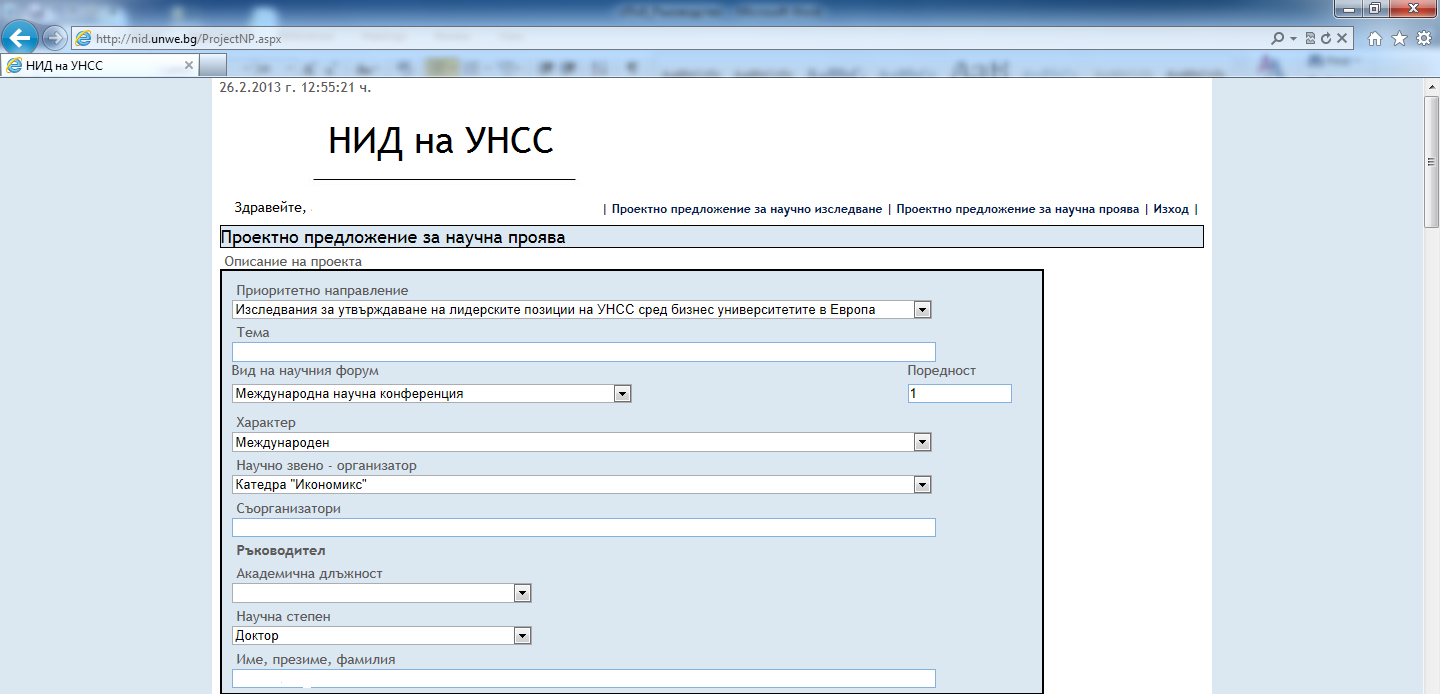 http://nid.unwe.bg/ProjectNP.aspx
НИД на УНСС
26.2.2013 г. 12:55:21 ч.
НИД на УНСС
Здравейте,
| Проектно предложение за научно изследване | Проектно предложение за научна проява | Изход |
Проектно предложение за научна проява
Описание на проекта
Приоритетно направление
Изследвания за утвърждаване на лидерските позиции на УНСС сред бизнес университетите в Европа
Тема
Вид на научния форум Поредност
Международна научна конференция 1
Характер
Международен
Научно звено - организатор
Катедра "Икономикс"
Съорганизатори
Ръководител
Академична длъжност
Научна степен
Доктор
Име, презиме, фамилия